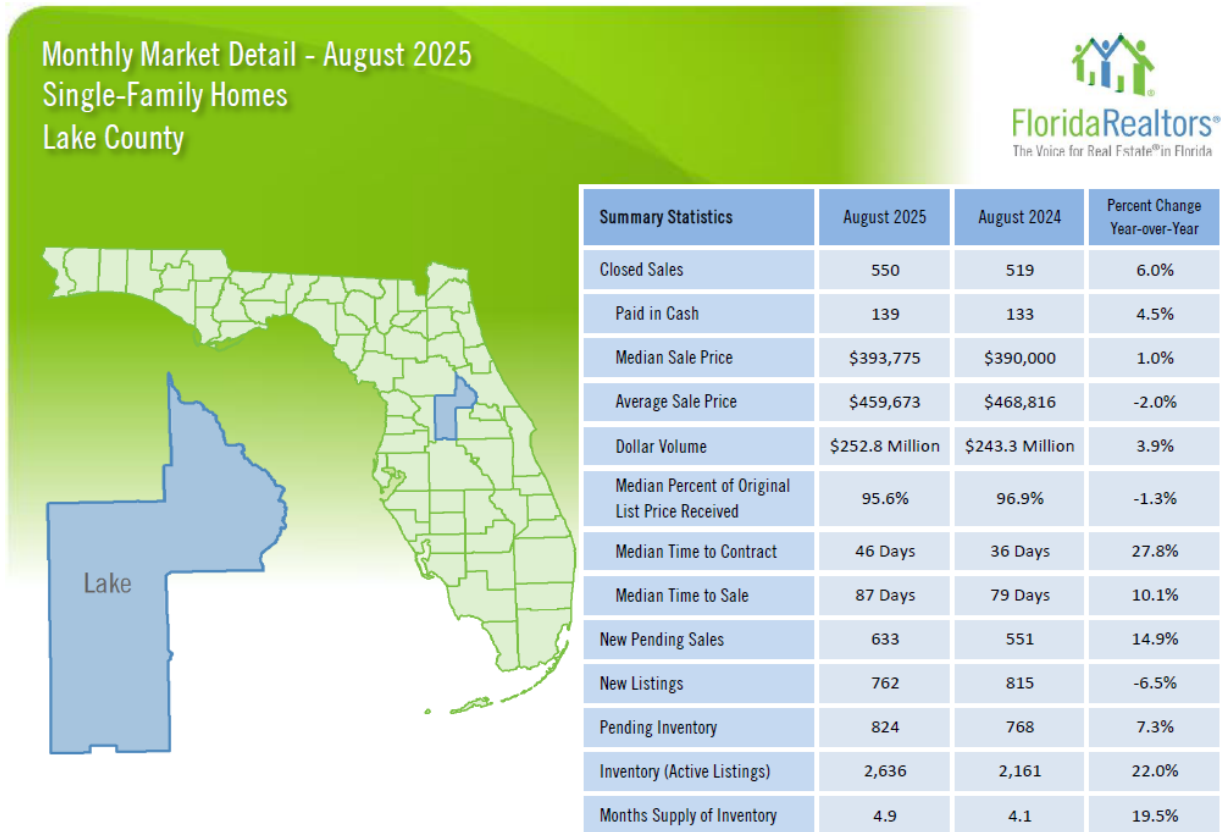 Monthly Market Detail - August 2025
Single-Family Homes
Lake County
FloridaRealtors®
The Voice for Real Estate® in Florida
Summary Statistics August 2025 August 2024 Percent Change Year-over-Year
Closed Sales 550 519 6.0%
Paid in Cash 139 133 4.5%
Median Sale Price $393,775 $390,000 1.0%
Average Sale Price $459,673 $468,816 -2.0%
Dollar Volume $252.8 Million $243.3 Million 3.9%
Median Percent of Original List Price Received 95.6% 96.9% -1.3%
Median Time to Contract 46 Days 36 Days 27.8%
Median Time to Sale 87 Days 79 Days 10.1%
New Pending Sales 633 551 14.9%
New Listings 762 815 -6.5%
Pending Inventory 824 768 7.3%
Inventory (Active Listings) 2,636 2,161 22.0%
Months Supply of Inventory 4.9 4.1 19.5%
Lake